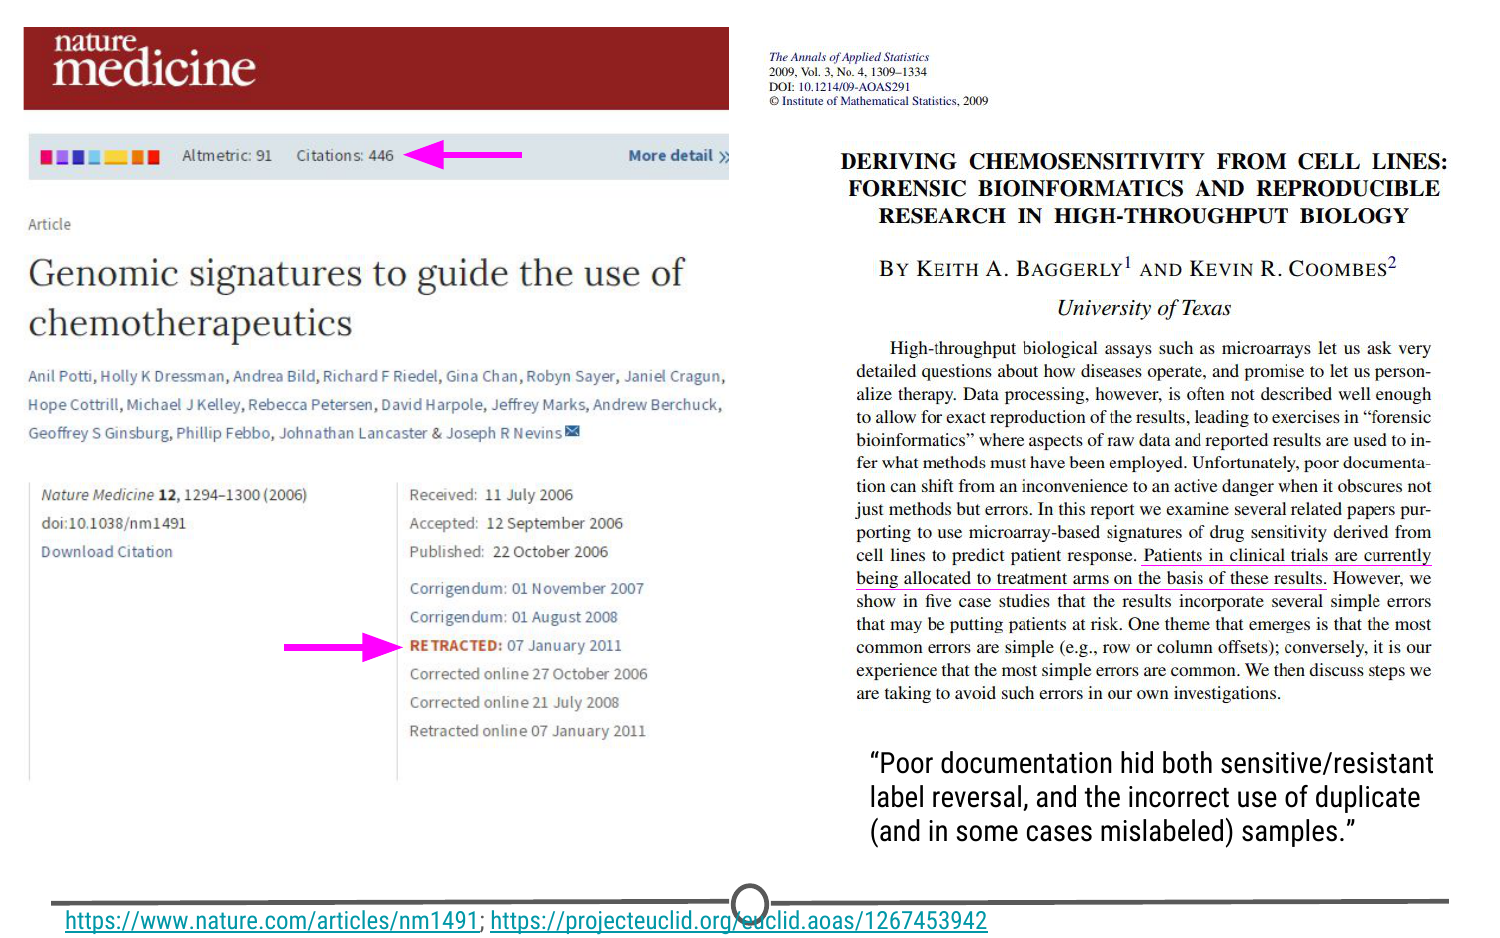 nature
medicine
Altmetric: 91 Citations: 446 More detail »
Article
Genomic signatures to guide the use of
chemotherapeutics
Anil Potti, Holly K Dressman, Andrea Bild, Richard F Riedel, Gina Chan, Robyn Sayer, Janiel Cragun,
Hope Cottrill, Michael J Kelley, Rebecca Petersen, David Harpole, Jeffrey Marks, Andrew Berchuck,
Geoffrey S Ginsburg, Phillip Febbo, Johnathan Lancaster & Joseph R Nevins
Nature Medicine 12, 1294–1300 (2006)
doi:10.1038/nm1491
Download Citation
Received: 11 July 2006
Accepted: 12 September 2006
Published: 22 October 2006
Corrigendum: 01 November 2007
Corrigendum: 01 August 2008
RETRACTED: 07 January 2011
Corrected online 27 October 2006
Corrected online 21 July 2008
Retracted online 07 January 2011
The Annals of Applied Statistics
2009, Vol. 3, No. 4, 1309–1334
DOI: 10.1214/09-AOAS291
© Institute of Mathematical Statistics, 2009
DERIVING CHEMOSENSITIVITY FROM CELL LINES:
FORENSIC BIOINFORMATICS AND REPRODUCIBLE
RESEARCH IN HIGH-THROUGHPUT BIOLOGY
BY KEITH A. BAGGERLY1 AND KEVIN R. COOMBES2
University of Texas
High-throughput biological assays such as microarrays let us ask very
detailed questions about how diseases operate, and promise to let us person-
alize therapy. Data processing, however, is often not described well enough
to allow for exact reproduction of the results, leading to exercises in “forensic
bioinformatics” where aspects of raw data and reported results are used to in-
fer what methods must have been employed. Unfortunately, poor documenta-
tion can shift from an inconvenience to an active danger when it obscures not
just methods but errors. In this report we examine several related papers pur-
porting to use microarray-based signatures of drug sensitivity derived from
cell lines to predict patient response. Patients in clinical trials are currently
being allocated to treatment arms on the basis of these results. However, we
show in five case studies that the results incorporate several simple errors
that may be putting patients at risk. One theme that emerges is that the most
common errors are simple (e.g., row or column offsets); conversely, it is our
experience that the most simple errors are common. We then discuss steps we
are taking to avoid such errors in our own investigations.
“Poor documentation hid both sensitive/resistant
label reversal, and the incorrect use of duplicate
(and in some cases mislabeled) samples.”
https://www.nature.com/articles/nm1491; https://projecteuclid.org/euclid.aoas/1267453942